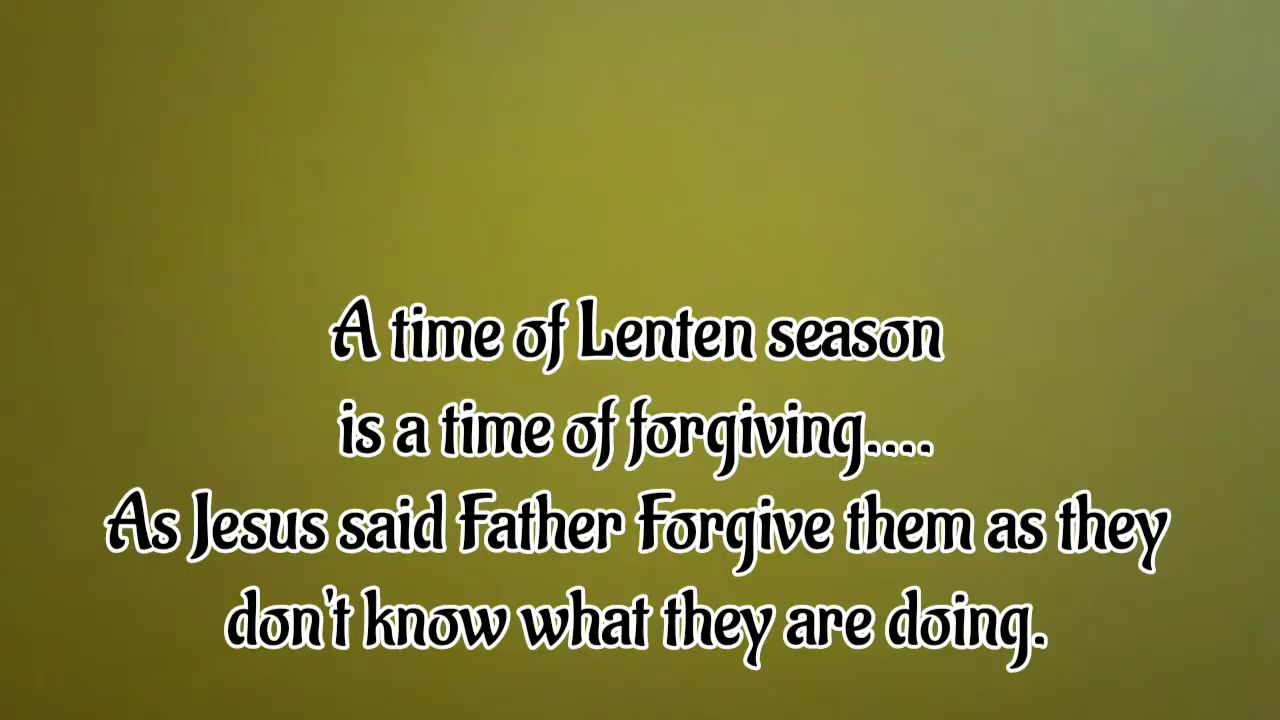 A time of Lenten season
is a time of forgiving....
As Jesus said Father Forgive them as they
don't know what they are doing.